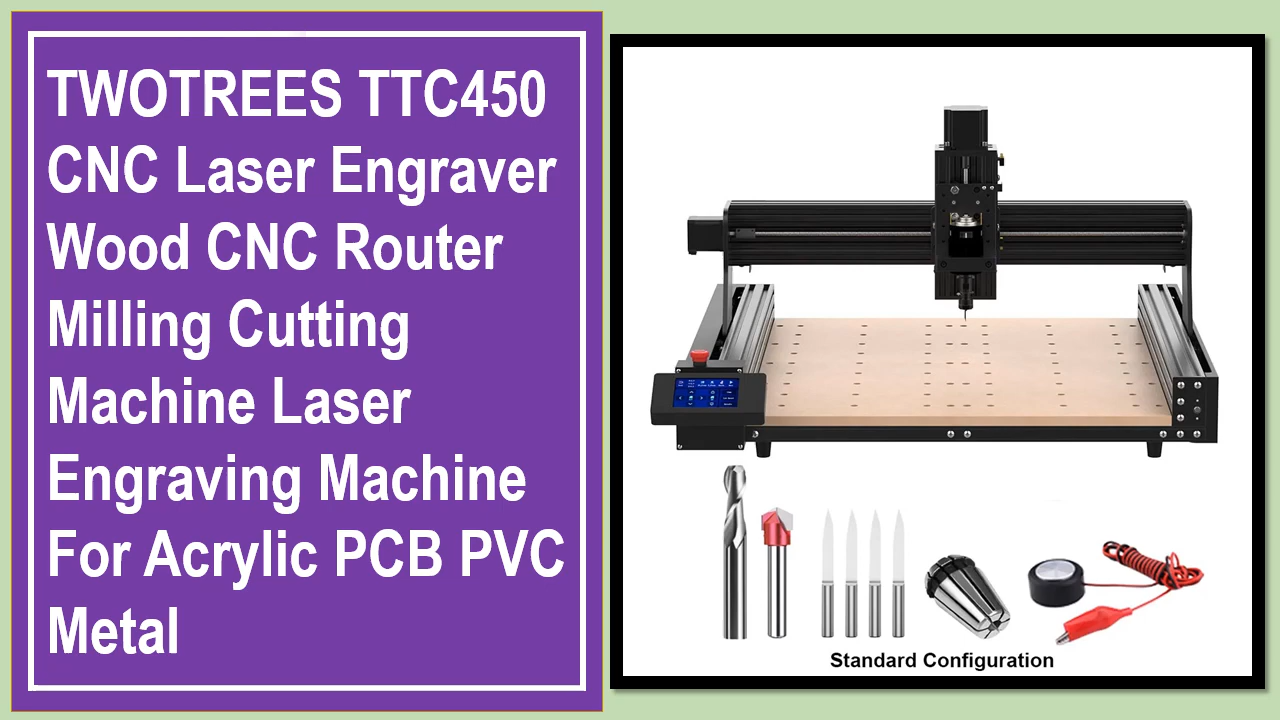 TWOTREES TTC450
CNC Laser Engraver
Wood CNC Router
Milling Cutting
Machine Laser
Engraving Machine
For Acrylic PCB PVC
Metal
Standard Configuration